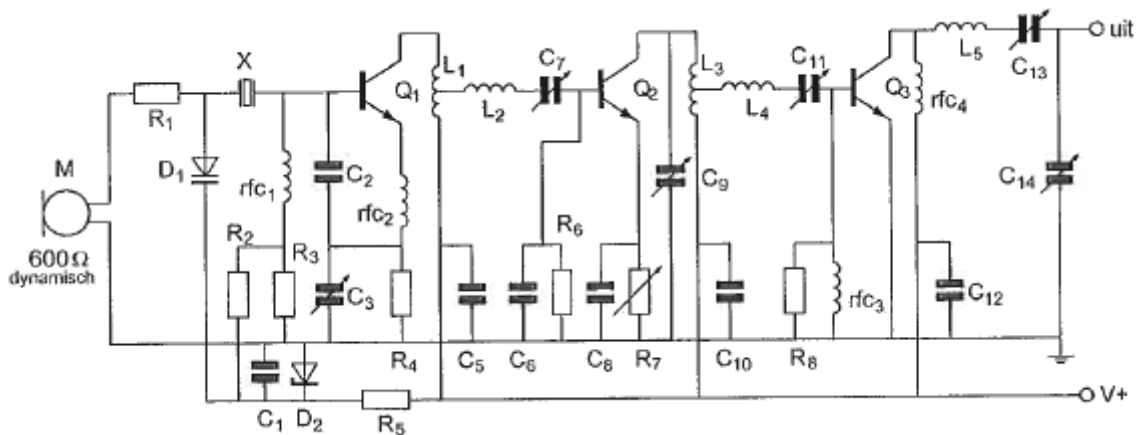 C13
uit
L5
X
L1
C7
C11
L3
Q1
Q2
Q3
R1
L2
L4
rfc4
M
D1
rfc1
C2
rfc2
C9
C14
R2
R3
R6
600Ω
dynamisch
C3
rfc3
C12
R4
C5
C6
C8
R7
C10
R8
C1
D2
R5
V+